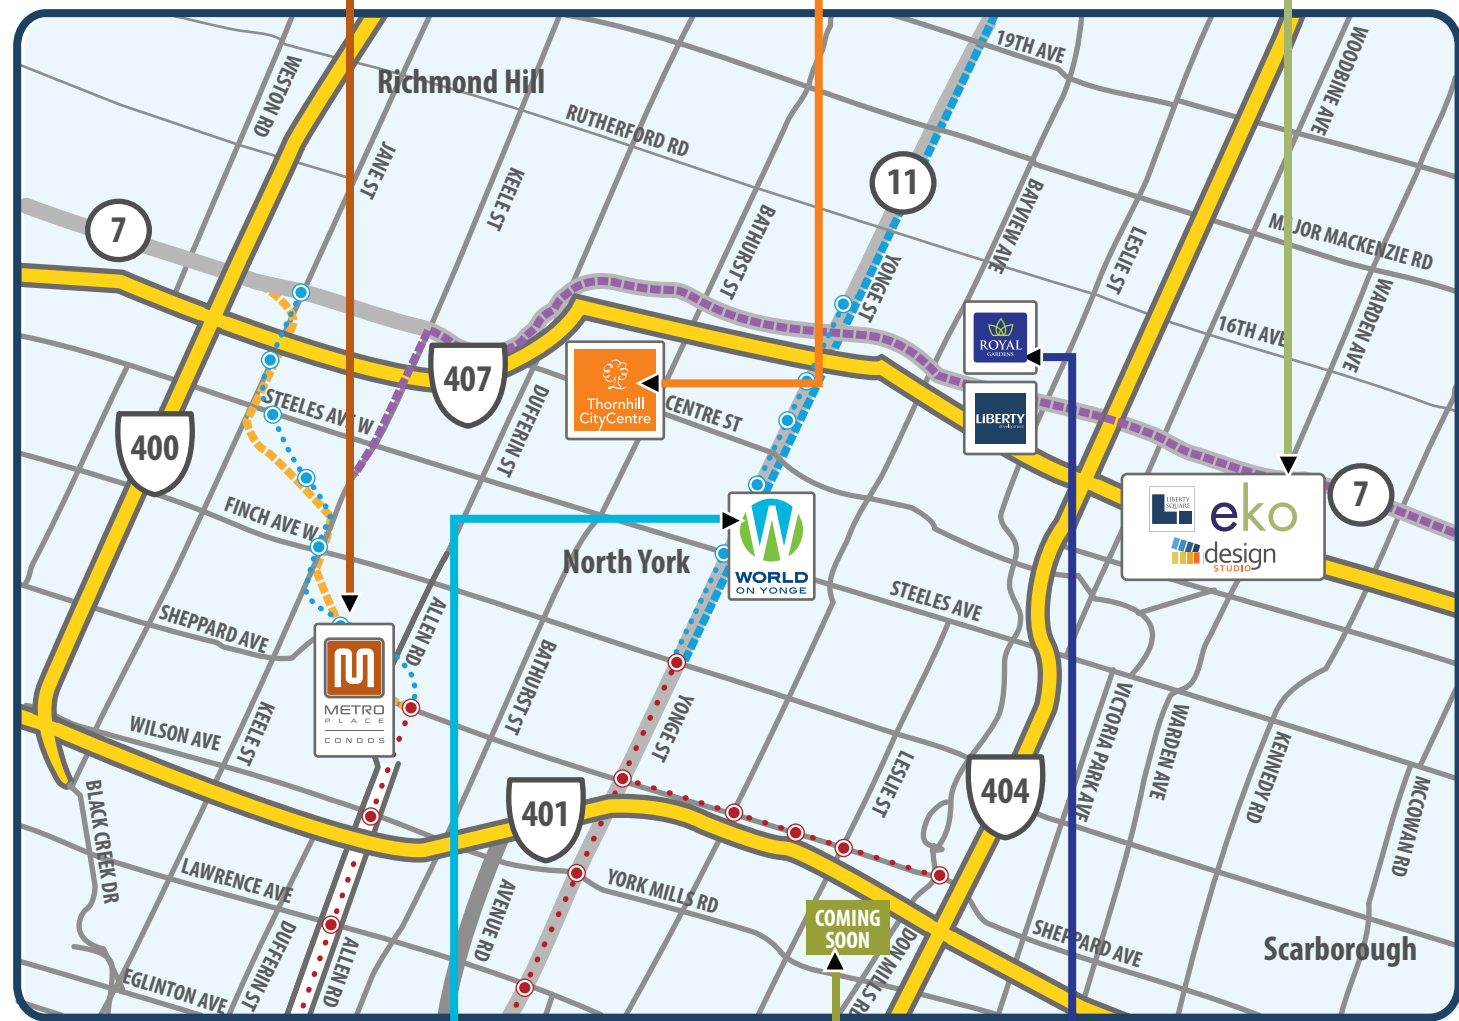 19TH AVE
WOODBINE AVE
WESTON RD
Richmond Hill
RUTHERFORD RD
JANE ST
KEELE ST
11
BAYVIEW AVE
BATHURST ST
7
MAJOR MACKENZIE RD
LESLIE ST
YONGE ST
WARDEN AVE
16TH AVE
ROYAL
GARDENS
407
Thornhill
CityCentre
STEELES AVE W
DUFFERIN ST
CENTRE ST
LIBERTY
development
400
FINCH AVE W
LIBERTY
SQUARE
eko
design
STUDIO
7
North York
WORLD
ON YONGE
STEELES AVE
SHEPPARD AVE
ALLEN RD
BATHURST ST
METRO
PLACE
CONDOS
WILSON AVE
KEELE ST
YONGE ST
VICTORIA PARK AVE
WARDEN AVE
KENNEDY RD
LESLIE ST
404
MCCOWAN RD
401
BLACK CREEK DR
LAWRENCE AVE
AVENUE RD
YORK MILLS RD
COMING
SOON
DON MILLS RD
SHEPPARD AVE
Scarborough
EGLINTON AVE
DUFFERIN ST
ALLEN RD